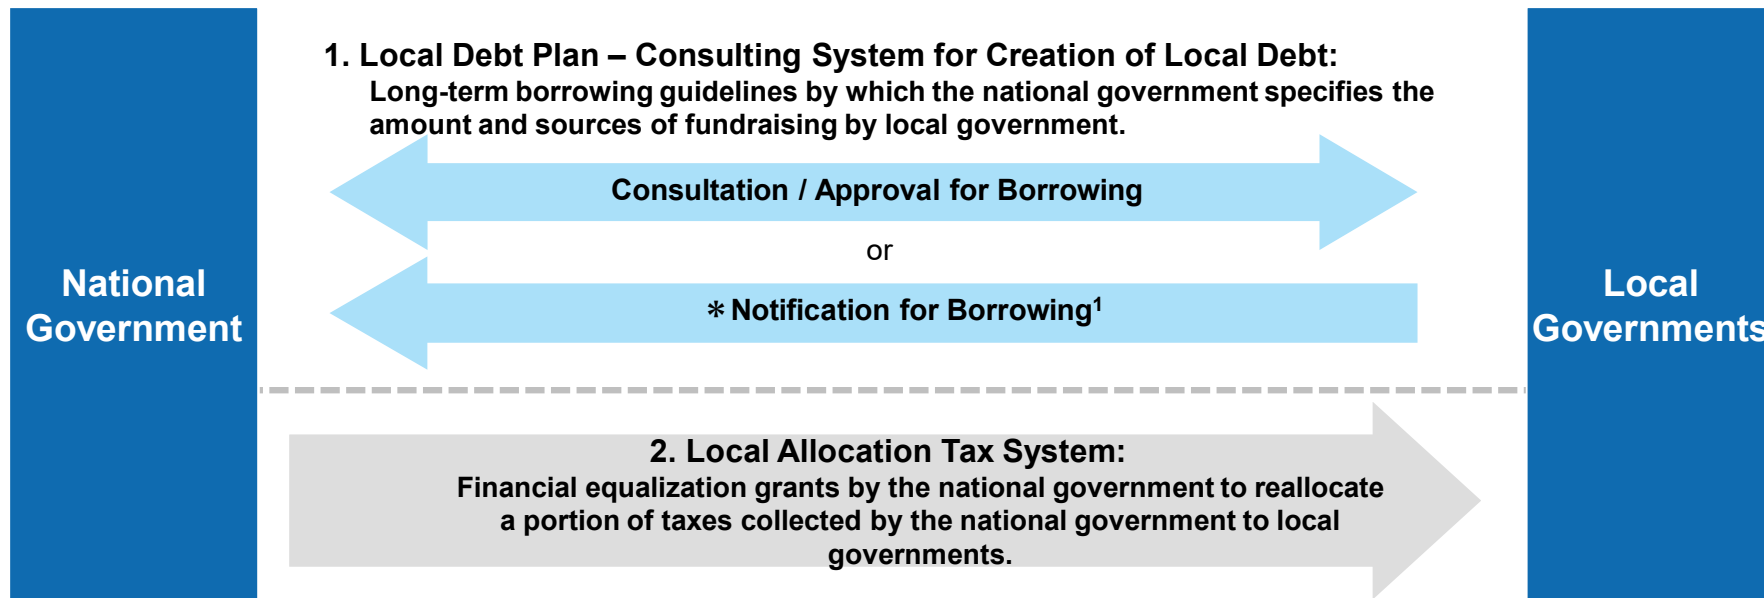 1. Local Debt Plan – Consulting System for Creation of Local Debt:
Long-term borrowing guidelines by which the national government specifies the
amount and sources of fundraising by local government.
Consultation / Approval for Borrowing
or
＊Notification for Borrowing¹
National
Government
Local
Governments
2. Local Allocation Tax System:
Financial equalization grants by the national government to reallocate
a portion of taxes collected by the national government to local
governments.